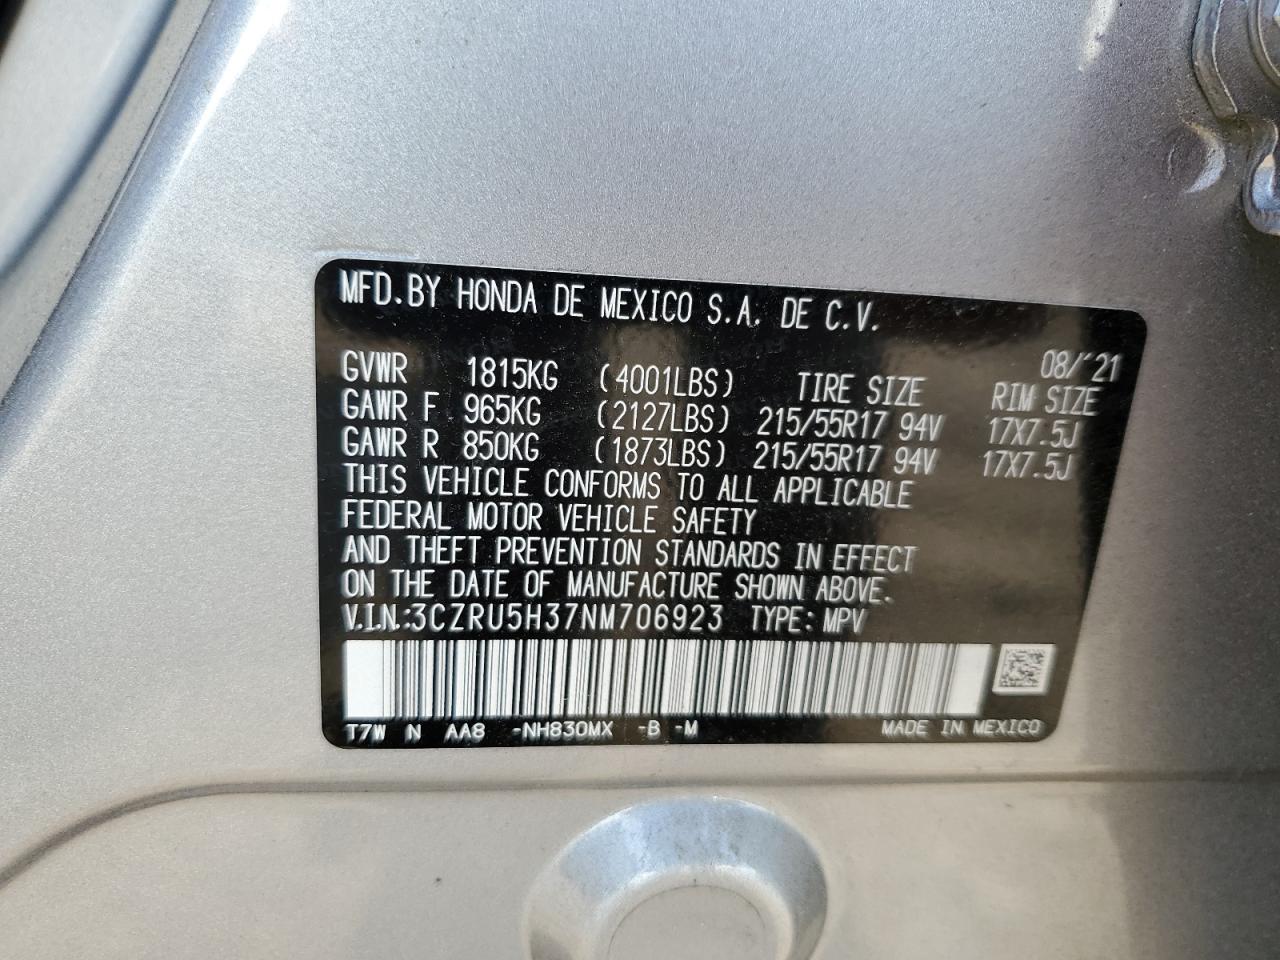 MFD.BY HONDA DE MEXICO S.A. DE C.V.
08/'21
GVWR 1815KG (4001LBS) TIRE SIZE RIM SIZE
GAWR F 965KG (2127LBS) 215/55R17 94V 17X7.5J
GAWR R 850KG (1873LBS) 215/55R17 94V 17X7.5J
THIS VEHICLE CONFORMS TO ALL APPLICABLE
FEDERAL MOTOR VEHICLE SAFETY
AND THEFT PREVENTION STANDARDS IN EFFECT
ON THE DATE OF MANUFACTURE SHOWN ABOVE.
V.I.N.:3CZRU5H37NM706923 TYPE: MPV
T7W N AA8 -NH830MX -B -M MADE IN MEXICO